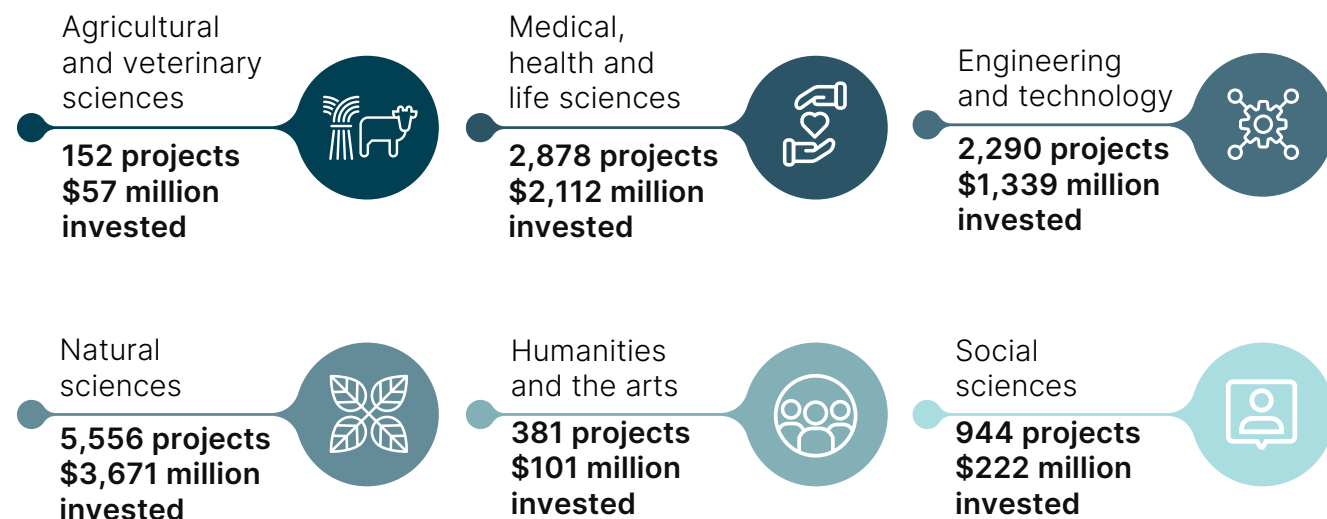 Agricultural
and veterinary
sciences
152 projects
$57 million
invested
Medical,
health and
life sciences
2,878 projects
$2,112 million
invested
Engineering
and technology
2,290 projects
$1,339 million
invested
Natural
sciences
5,556 projects
$3,671 million
invested
Humanities
and the arts
381 projects
$101 million
invested
Social
sciences
944 projects
$222 million
invested